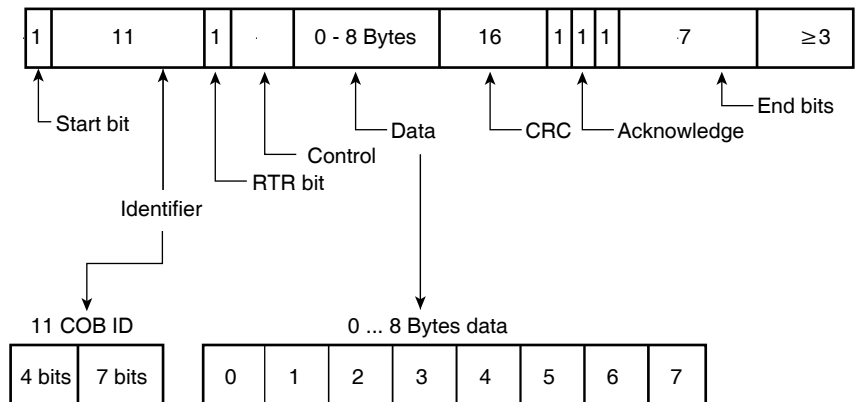 1 11 1 0 - 8 Bytes 16 1 1 1 7 ≥3
Start bit
Identifier
RTR bit
Control
Data
CRC
Acknowledge
End bits
11 COB ID
4 bits 7 bits
0 ... 8 Bytes data
0 1 2 3 4 5 6 7